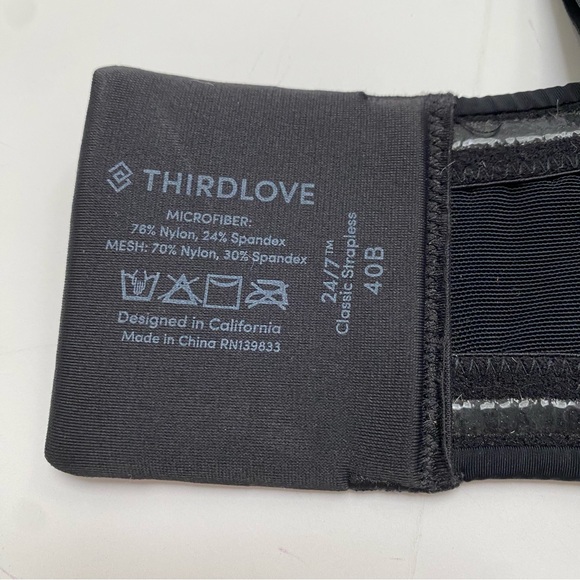 THIRDLOVE
MICROFIBER:
76% Nylon, 24% Spandex
MESH: 70% Nylon, 30% Spandex
Designed in California
Made in China RN139833
24/7™
Classic Strapless
40B